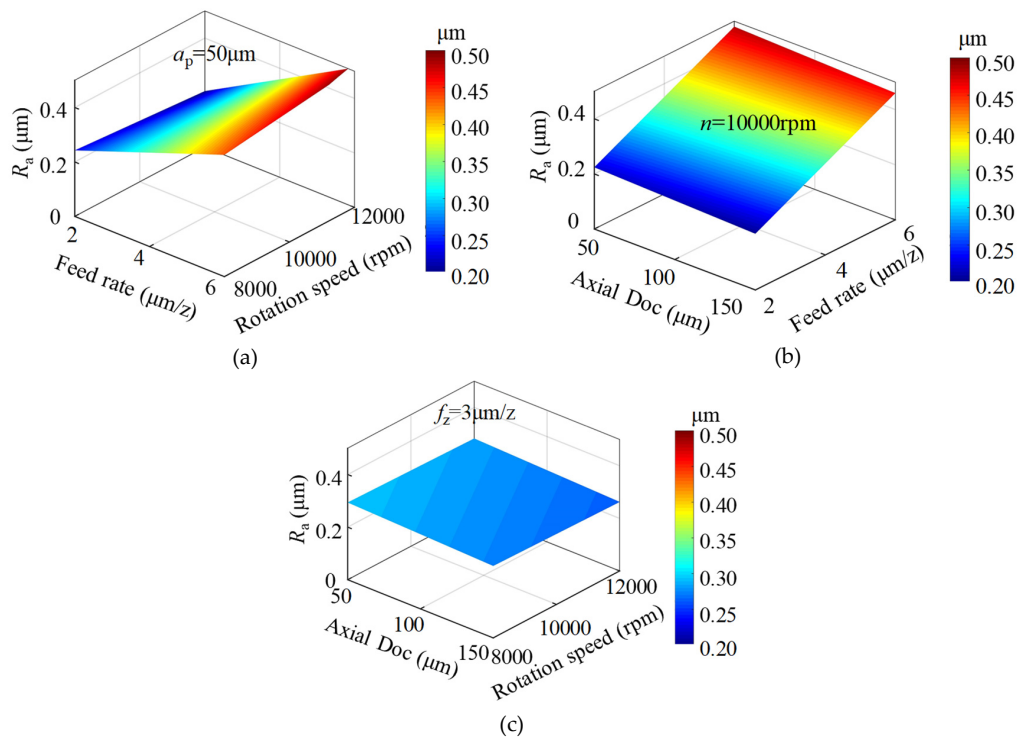 μm
aₚ=50μm
0.50
0.45
0.40
0.35
0.30
0.25
0.20
0.4
0.2
0
Rₐ (μm)
2
4
6
Feed rate (μm/z)
8000
10000
12000
Rotation speed (rpm)
(a)
μm
n=10000rpm
0.50
0.45
0.40
0.35
0.30
0.25
0.20
0.4
0.2
0
Rₐ (μm)
50
100
150
Axial Doc (μm)
2
4
6
Feed rate (μm/z)
(b)
μm
f_z=3μm/z
0.50
0.45
0.40
0.35
0.30
0.25
0.20
0.4
0.2
0
Rₐ (μm)
50
100
150
Axial Doc (μm)
8000
10000
12000
Rotation speed (rpm)
(c)